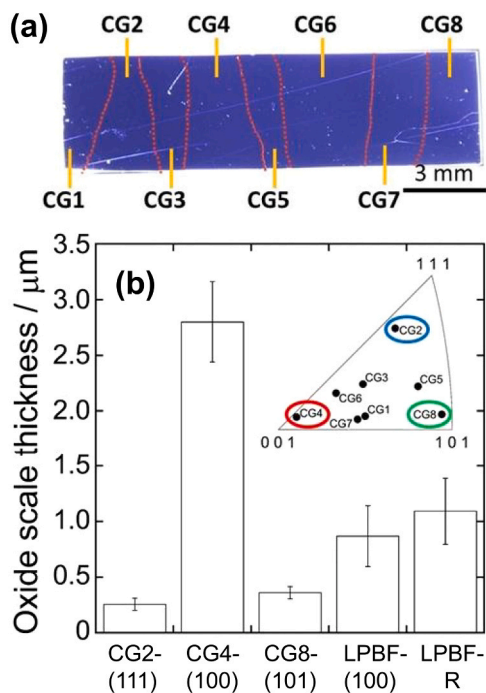 (a)
CG2 CG4 CG6 CG8
CG1 CG3 CG5 CG7
3 mm
(b)
Oxide scale thickness / μm
3.5
3.0
2.5
2.0
1.5
1.0
0.5
0
1 1 1
CG2
CG3
CG5
CG6
CG4
CG1
CG8
CG7
0 0 1
1 0 1
CG2-
(111)
CG4-
(100)
CG8-
(101)
LPBF-
(100)
LPBF-
R